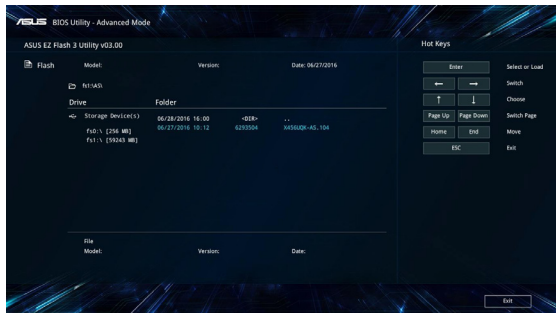 ASUS BIOS Utility - Advanced Mode
ASUS EZ Flash 3 Utility v03.00
Hot Keys
Flash
Model: Version: Date: 06/27/2016
fs1:\AS\
Drive Folder
Storage Device(s)
fs0:\ [256 MB]
fs1:\ [59243 MB]
06/28/2016 16:00 <DIR> ..
06/27/2016 10:12 6293504 X456UQK-AS.104
File
Model: Version: Date:
Enter Select or Load
← → Switch
↑ ↓ Choose
Page Up Page Down Switch Page
Home End Move
ESC Exit
Exit